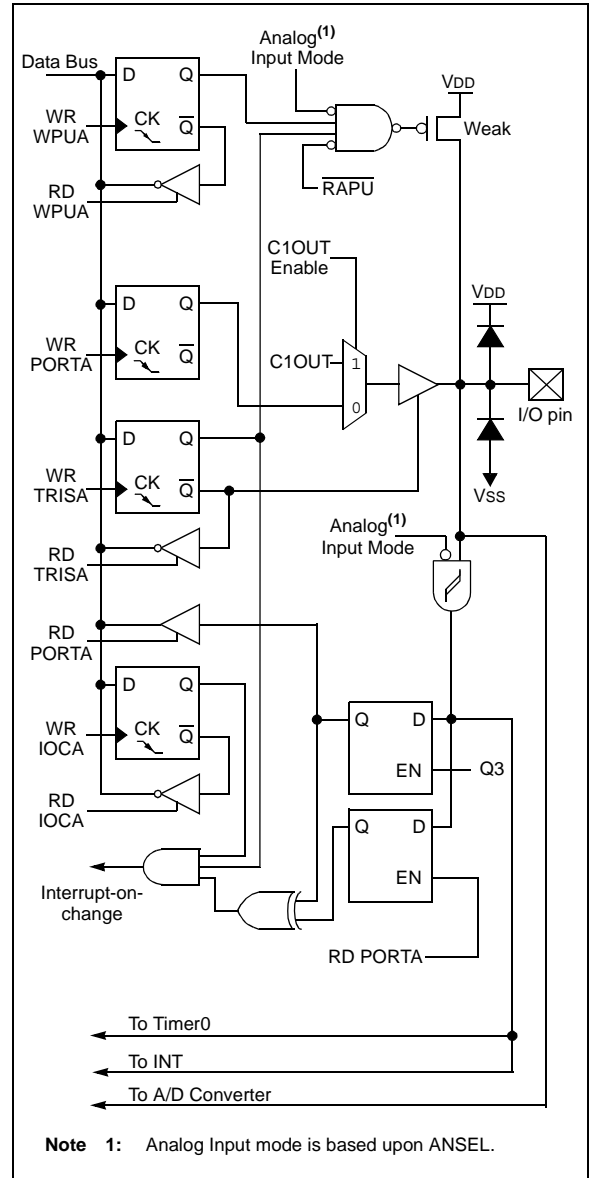 Analog(1)
Input Mode
VDD
Data Bus
D Q
WR
WPUA
CK Q
Weak
RD
WPUA
RAPU
C1OUT
Enable
VDD
D Q
C1OUT
1
WR
PORTA
CK Q
0
I/O pin
D Q
WR
TRISA
CK Q
VSS
Analog(1)
Input Mode
RD
TRISA
RD
PORTA
D Q
Q D
WR
IOCA
CK Q
EN
Q3
RD
IOCA
Q D
EN
Interrupt-on-
change
RD PORTA
To Timer0
To INT
To A/D Converter
Note 1: Analog Input mode is based upon ANSEL.